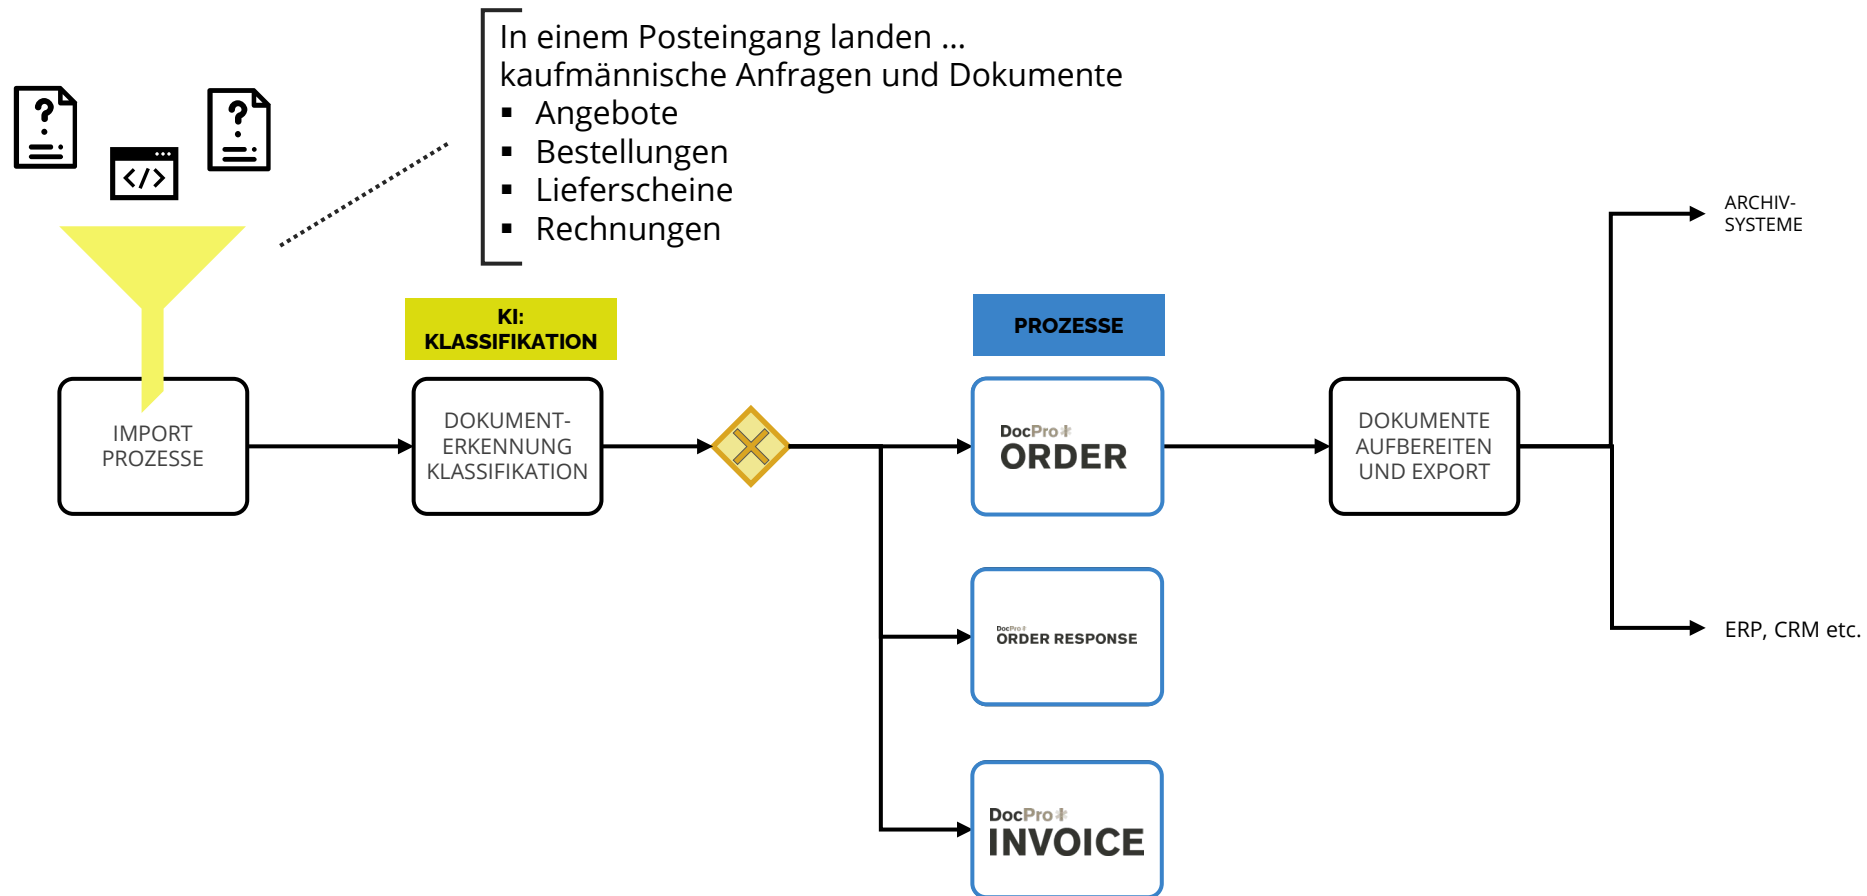 In einem Posteingang landen ...
kaufmännische Anfragen und Dokumente
▪ Angebote
▪ Bestellungen
▪ Lieferscheine
▪ Rechnungen
?
?
</>
ARCHIV-
SYSTEME
KI:
KLASSIFIKATION
PROZESSE
IMPORT
PROZESSE
DOKUMENT-
ERKENNUNG
KLASSIFIKATION
DocPro
ORDER
DOKUMENTE
AUFBEREITEN
UND EXPORT
DocPro
ORDER RESPONSE
ERP, CRM etc.
DocPro
INVOICE